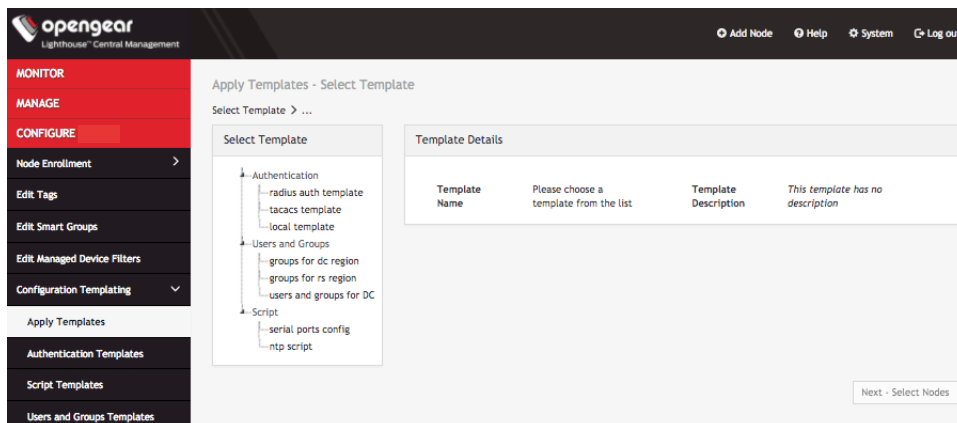 opengear
Lighthouse™ Central Management
Add Node Help System Log ou
MONITOR
MANAGE
CONFIGURE
Node Enrollment
Edit Tags
Edit Smart Groups
Edit Managed Device Filters
Configuration Templating
Apply Templates
Authentication Templates
Script Templates
Users and Groups Templates
Apply Templates - Select Template
Select Template > ...
Select Template
Authentication
radius auth template
tacacs template
local template
Users and Groups
groups for dc region
groups for rs region
users and groups for DC
Script
serial ports config
ntp script
Template Details
Template Name
Please choose a template from the list
Template Description
This template has no description
Next - Select Nodes